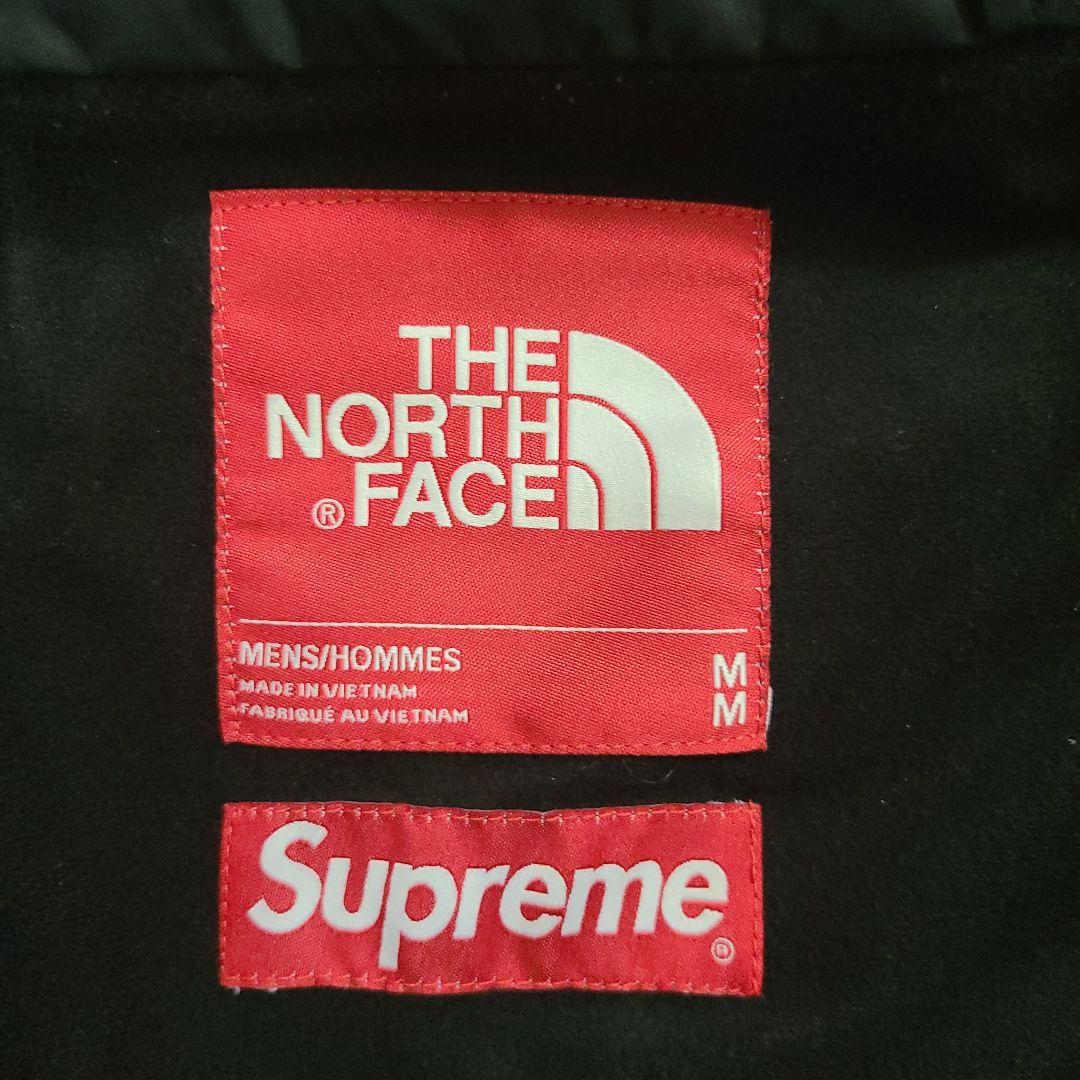 THE
NORTH
® FACE
MENS/HOMMES M
MADE IN VIETNAM
FABRIQUÉ AU VIETNAM M
Supreme ®